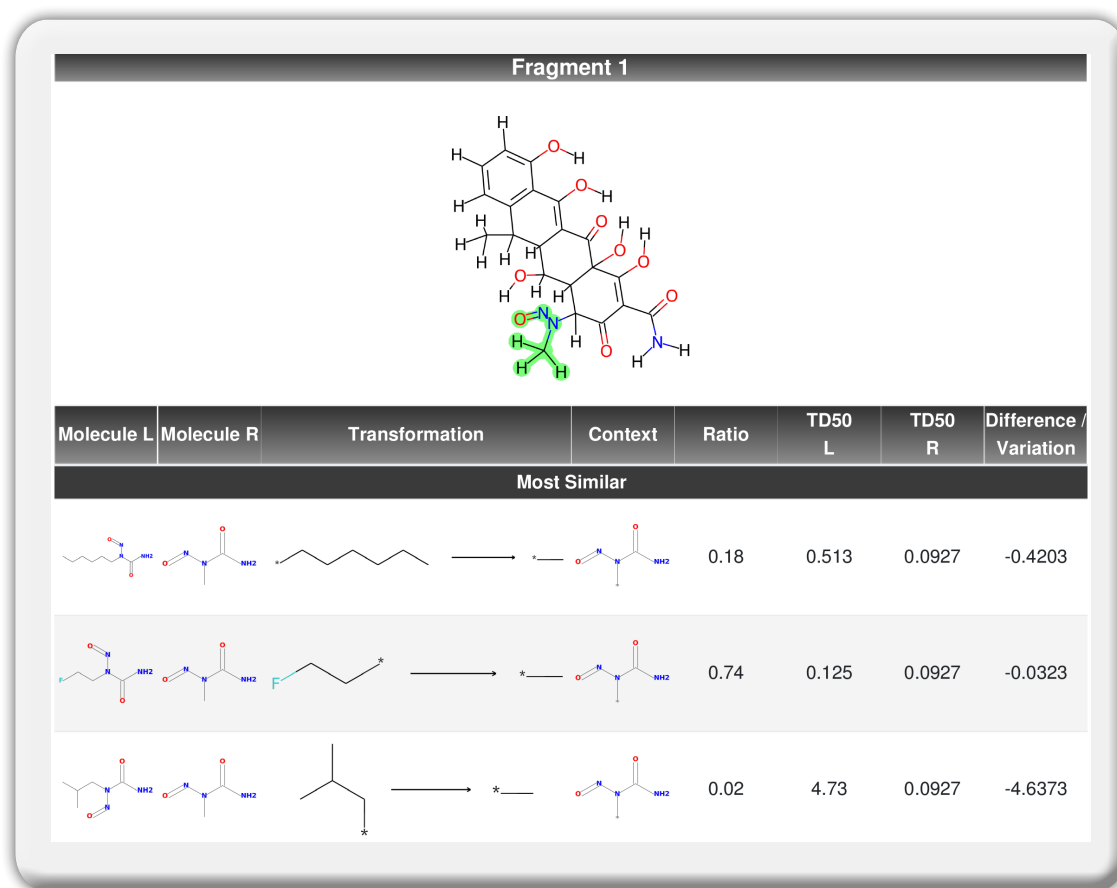 Fragment 1
H
H
O
H
H
O
H
H
H
H
H
H
H
O
H
H
O
O
O
H
O
H
H
H
N
O
N
H
O
O
N
H
H
H
H
H
Molecule L Molecule R Transformation Context Ratio TD50 L TD50 R Difference / Variation
Most Similar
O N N NH2 O
O N N O NH2
*
*
O N N O NH2 *
0.18 0.513 0.0927 -0.4203
O N N F NH2 O
O N N O NH2
F *
*
O N N O NH2 *
0.74 0.125 0.0927 -0.0323
O N NH2 N O
O N N O NH2
*
*
O N N O NH2 *
0.02 4.73 0.0927 -4.6373